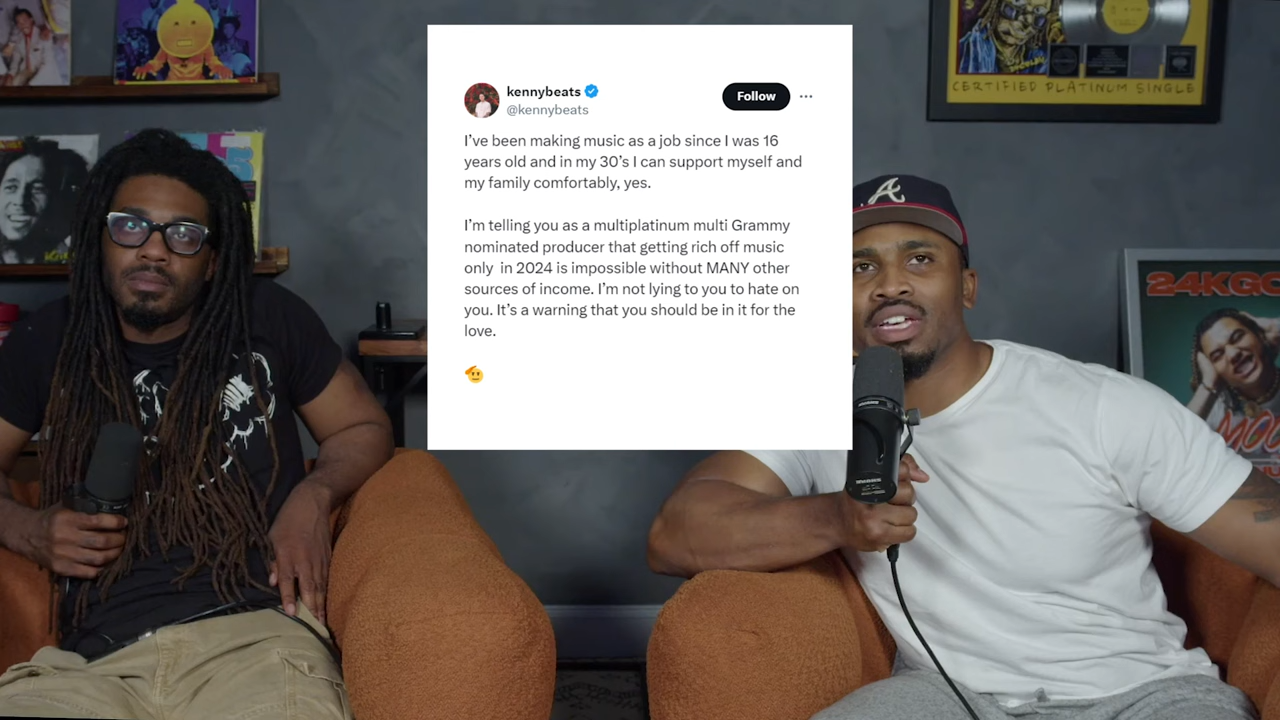 kennybeats
@kennybeats
Follow
I’ve been making music as a job since I was 16
years old and in my 30’s I can support myself and
my family comfortably, yes.
I’m telling you as a multiplatinum multi Grammy
nominated producer that getting rich off music
only in 2024 is impossible without MANY other
sources of income. I’m not lying to you to hate on
you. It’s a warning that you should be in it for the
love.
CERTIFIED PLATINUM SINGLE
A
24KGO
MOO